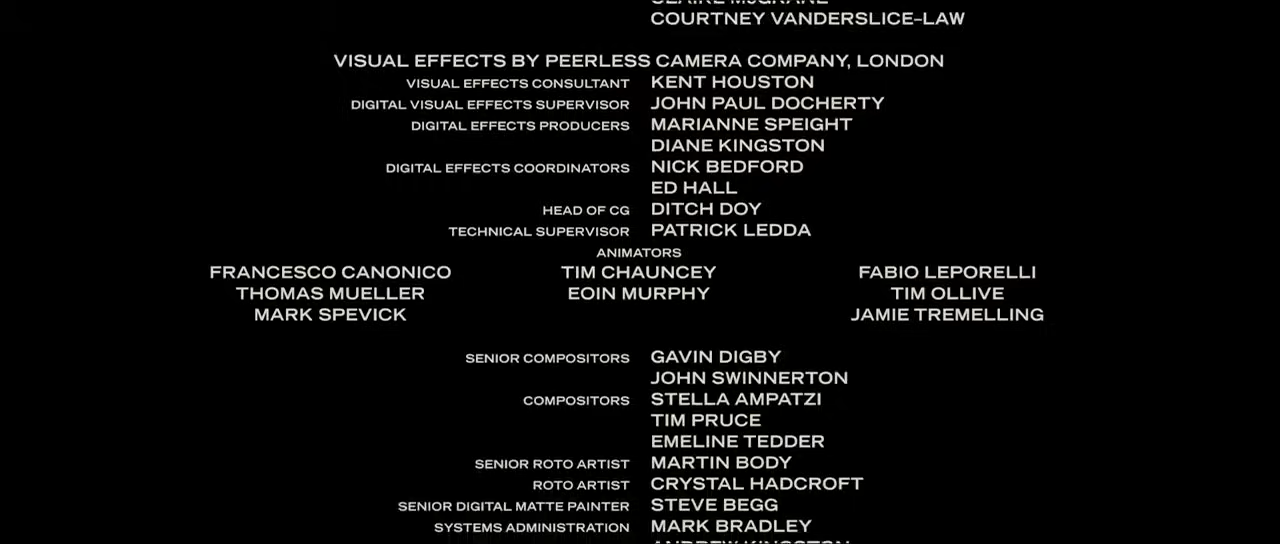 CLAIRE McGRANE
COURTNEY VANDERSLICE-LAW
VISUAL EFFECTS BY PEERLESS CAMERA COMPANY, LONDON
VISUAL EFFECTS CONSULTANT KENT HOUSTON
DIGITAL VISUAL EFFECTS SUPERVISOR JOHN PAUL DOCHERTY
DIGITAL EFFECTS PRODUCERS MARIANNE SPEIGHT
DIANE KINGSTON
DIGITAL EFFECTS COORDINATORS NICK BEDFORD
ED HALL
HEAD OF CG DITCH DOY
TECHNICAL SUPERVISOR PATRICK LEDDA
ANIMATORS
FRANCESCO CANONICO TIM CHAUNCEY FABIO LEPORELLI
THOMAS MUELLER EOIN MURPHY TIM OLLIVE
MARK SPEVICK JAMIE TREMELLING
SENIOR COMPOSITORS GAVIN DIGBY
JOHN SWINNERTON
COMPOSITORS STELLA AMPATZI
TIM PRUCE
EMELINE TEDDER
SENIOR ROTO ARTIST MARTIN BODY
ROTO ARTIST CRYSTAL HADCROFT
SENIOR DIGITAL MATTE PAINTER STEVE BEGG
SYSTEMS ADMINISTRATION MARK BRADLEY